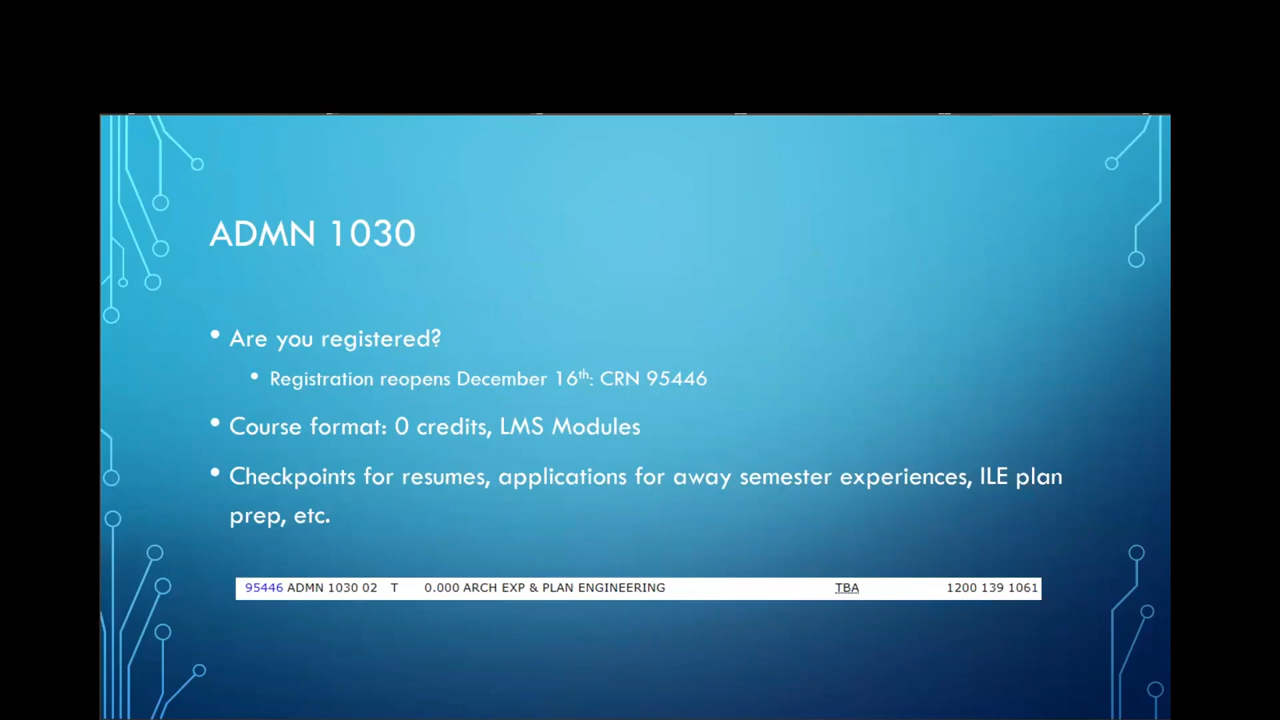 ADMN 1030
• Are you registered?
• Registration reopens December 16th: CRN 95446
• Course format: 0 credits, LMS Modules
• Checkpoints for resumes, applications for away semester experiences, ILE plan
prep, etc.
95446 ADMN 1030 02 T 0.000 ARCH EXP & PLAN ENGINEERING TBA 1200 139 1061